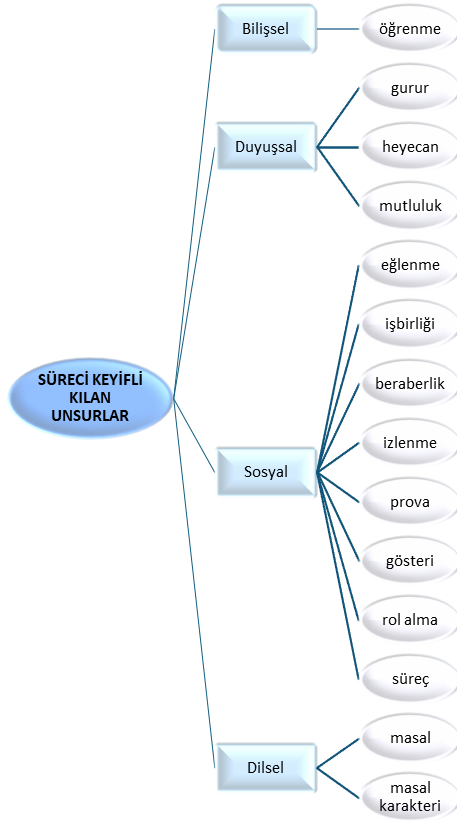 SÜRECİ KEYİFLİ
KILAN
UNSURLAR
Bilişsel
öğrenme
Duyuşsal
gurur
heyecan
mutluluk
Sosyal
eğlenme
işbirliği
beraberlik
izlenme
prova
gösteri
rol alma
süreç
Dilsel
masal
masal
karakteri